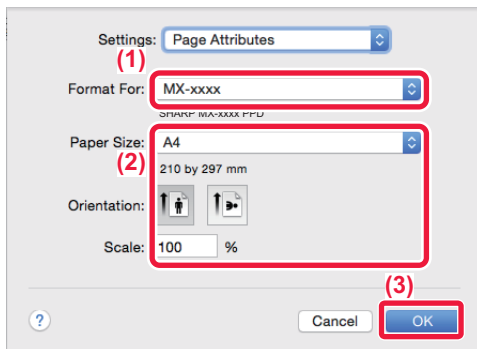 Settings: Page Attributes
(1)
Format For: MX-xxxx
SHARP MX-xxxx PPD
Paper Size: A4
(2)
210 by 297 mm
Orientation:
Scale: 100 %
(3)
? Cancel OK